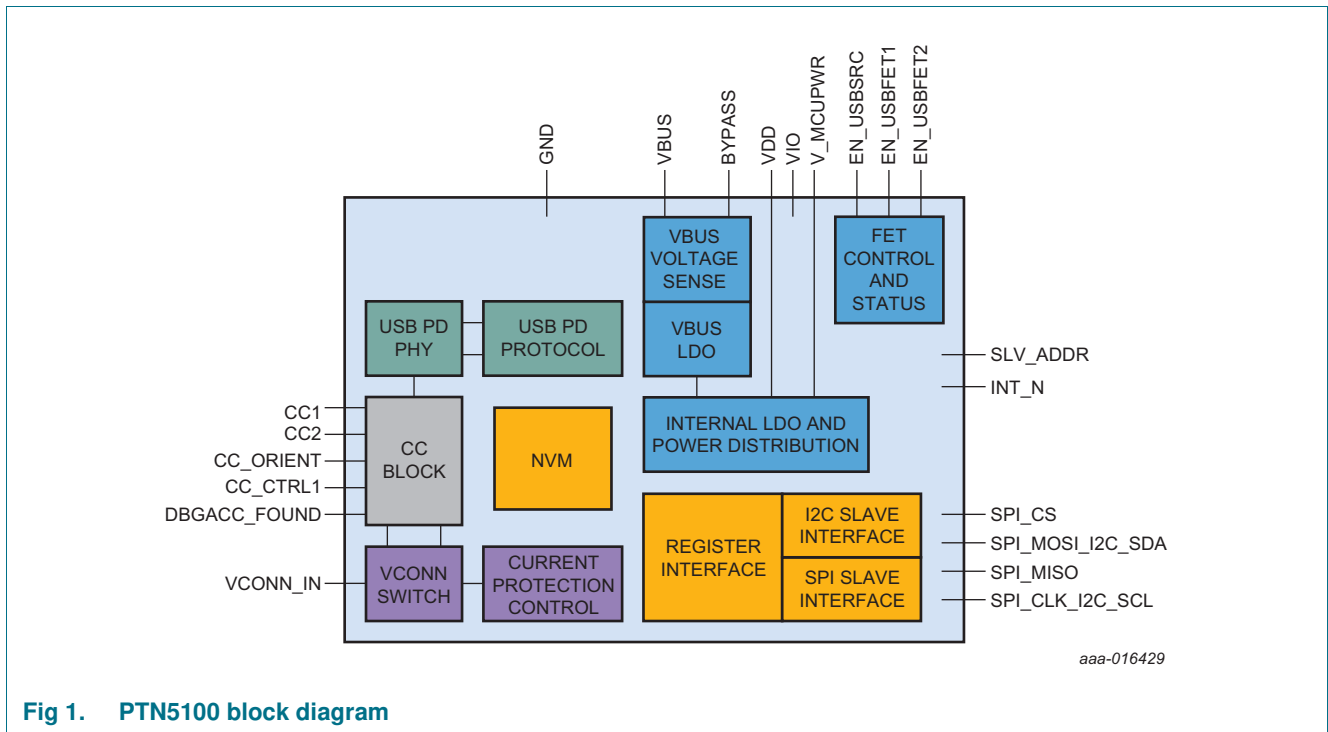 GND
VBUS
BYPASS
VDD
VIO
V_MCUPWR
EN_USBSRC
EN_USBFET1
EN_USBFET2
VBUS
VOLTAGE
SENSE
FET
CONTROL
AND
STATUS
USB PD
PHY
USB PD
PROTOCOL
VBUS
LDO
SLV_ADDR
INT_N
CC1
CC2
CC_ORIENT
CC_CTRL1
DBGACC_FOUND
CC
BLOCK
NVM
INTERNAL LDO AND
POWER DISTRIBUTION
VCONN_IN
VCONN
SWITCH
CURRENT
PROTECTION
CONTROL
REGISTER
INTERFACE
I2C SLAVE
INTERFACE
SPI SLAVE
INTERFACE
SPI_CS
SPI_MOSI_I2C_SDA
SPI_MISO
SPI_CLK_I2C_SCL
aaa-016429
Fig 1. PTN5100 block diagram